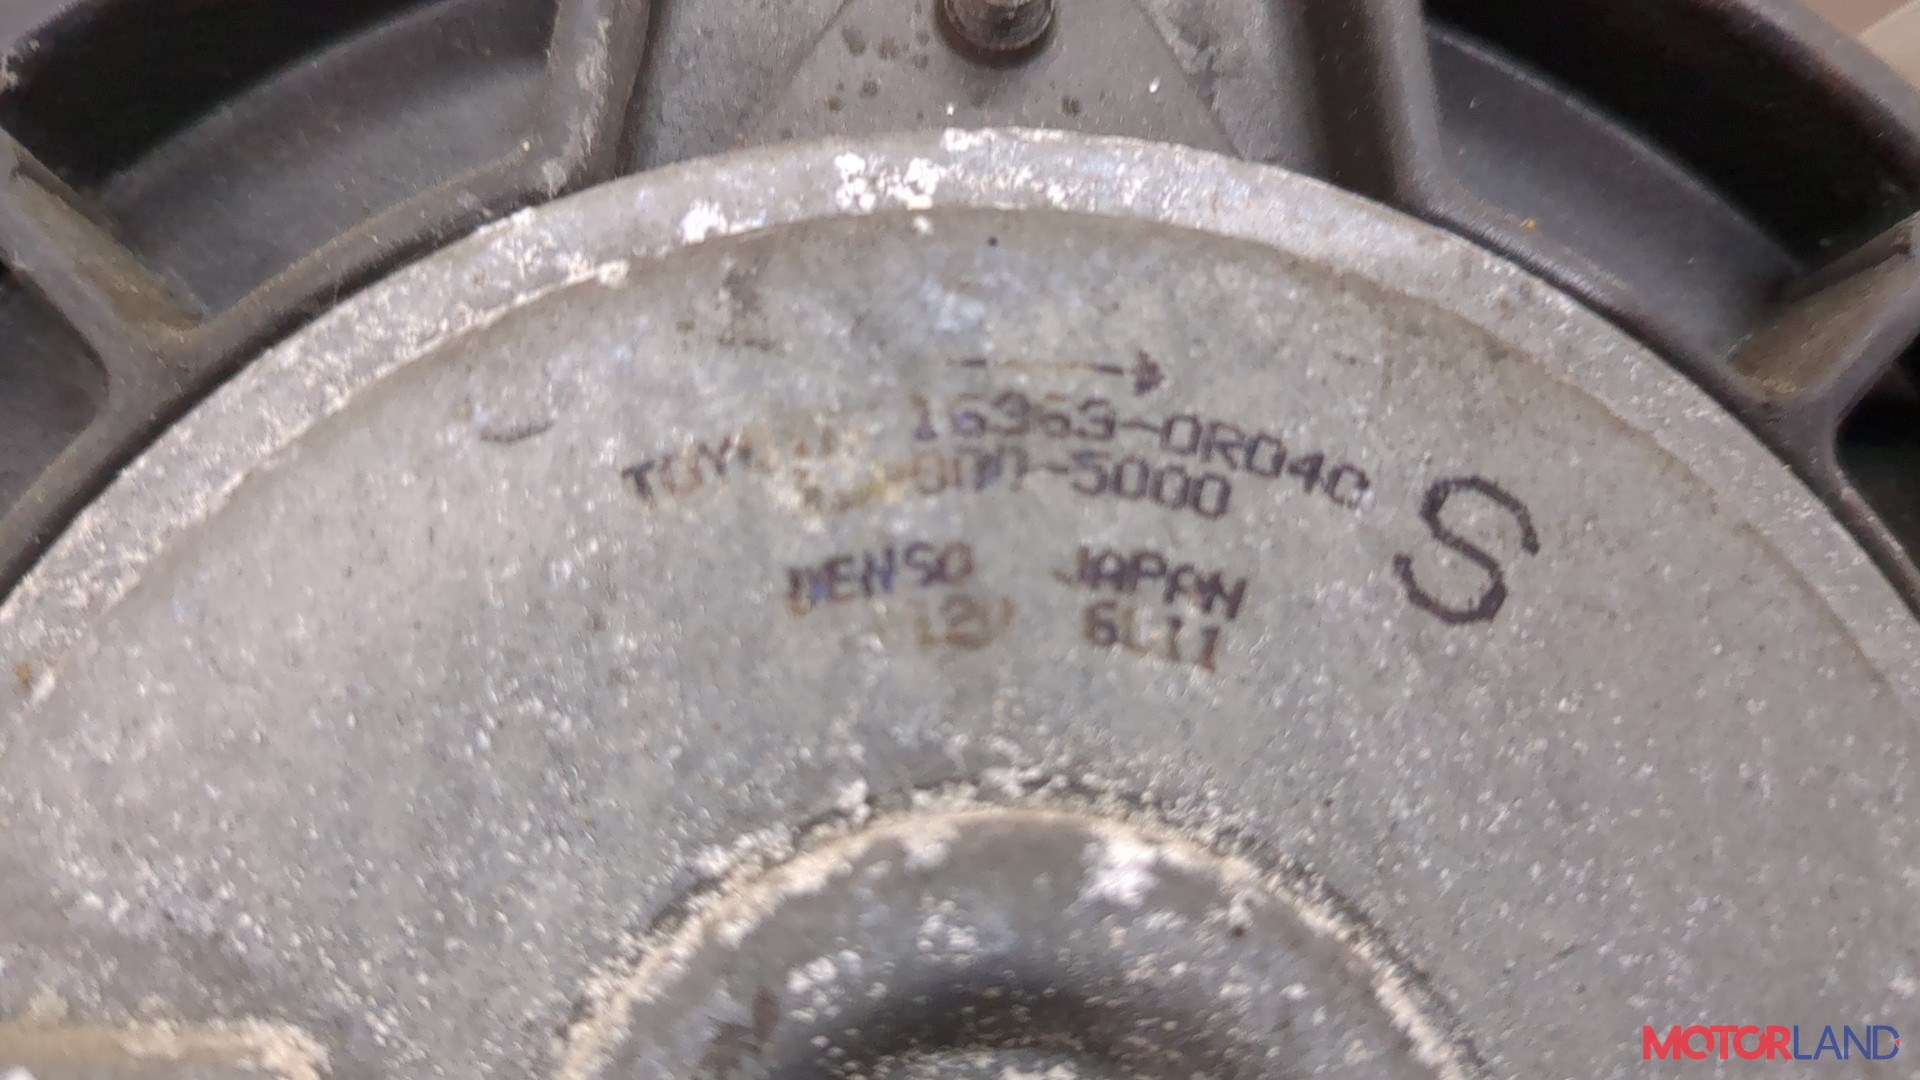 16363-0R040
-5000
S
DENSO JAPAN
12V 6L11
MOTORLAND